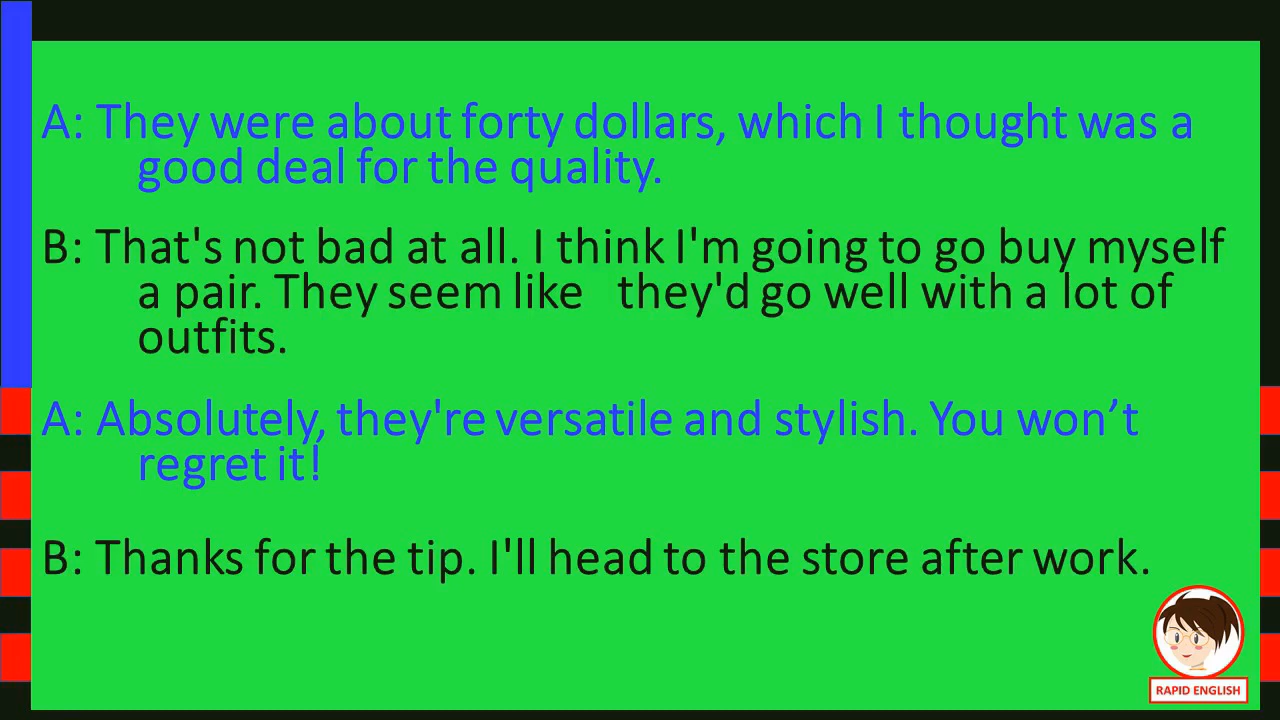 A: They were about forty dollars, which I thought was a
good deal for the quality.
B: That's not bad at all. I think I'm going to go buy myself
a pair. They seem like they'd go well with a lot of
outfits.
A: Absolutely, they're versatile and stylish. You won’t
regret it!
B: Thanks for the tip. I'll head to the store after work.
RAPID ENGLISH